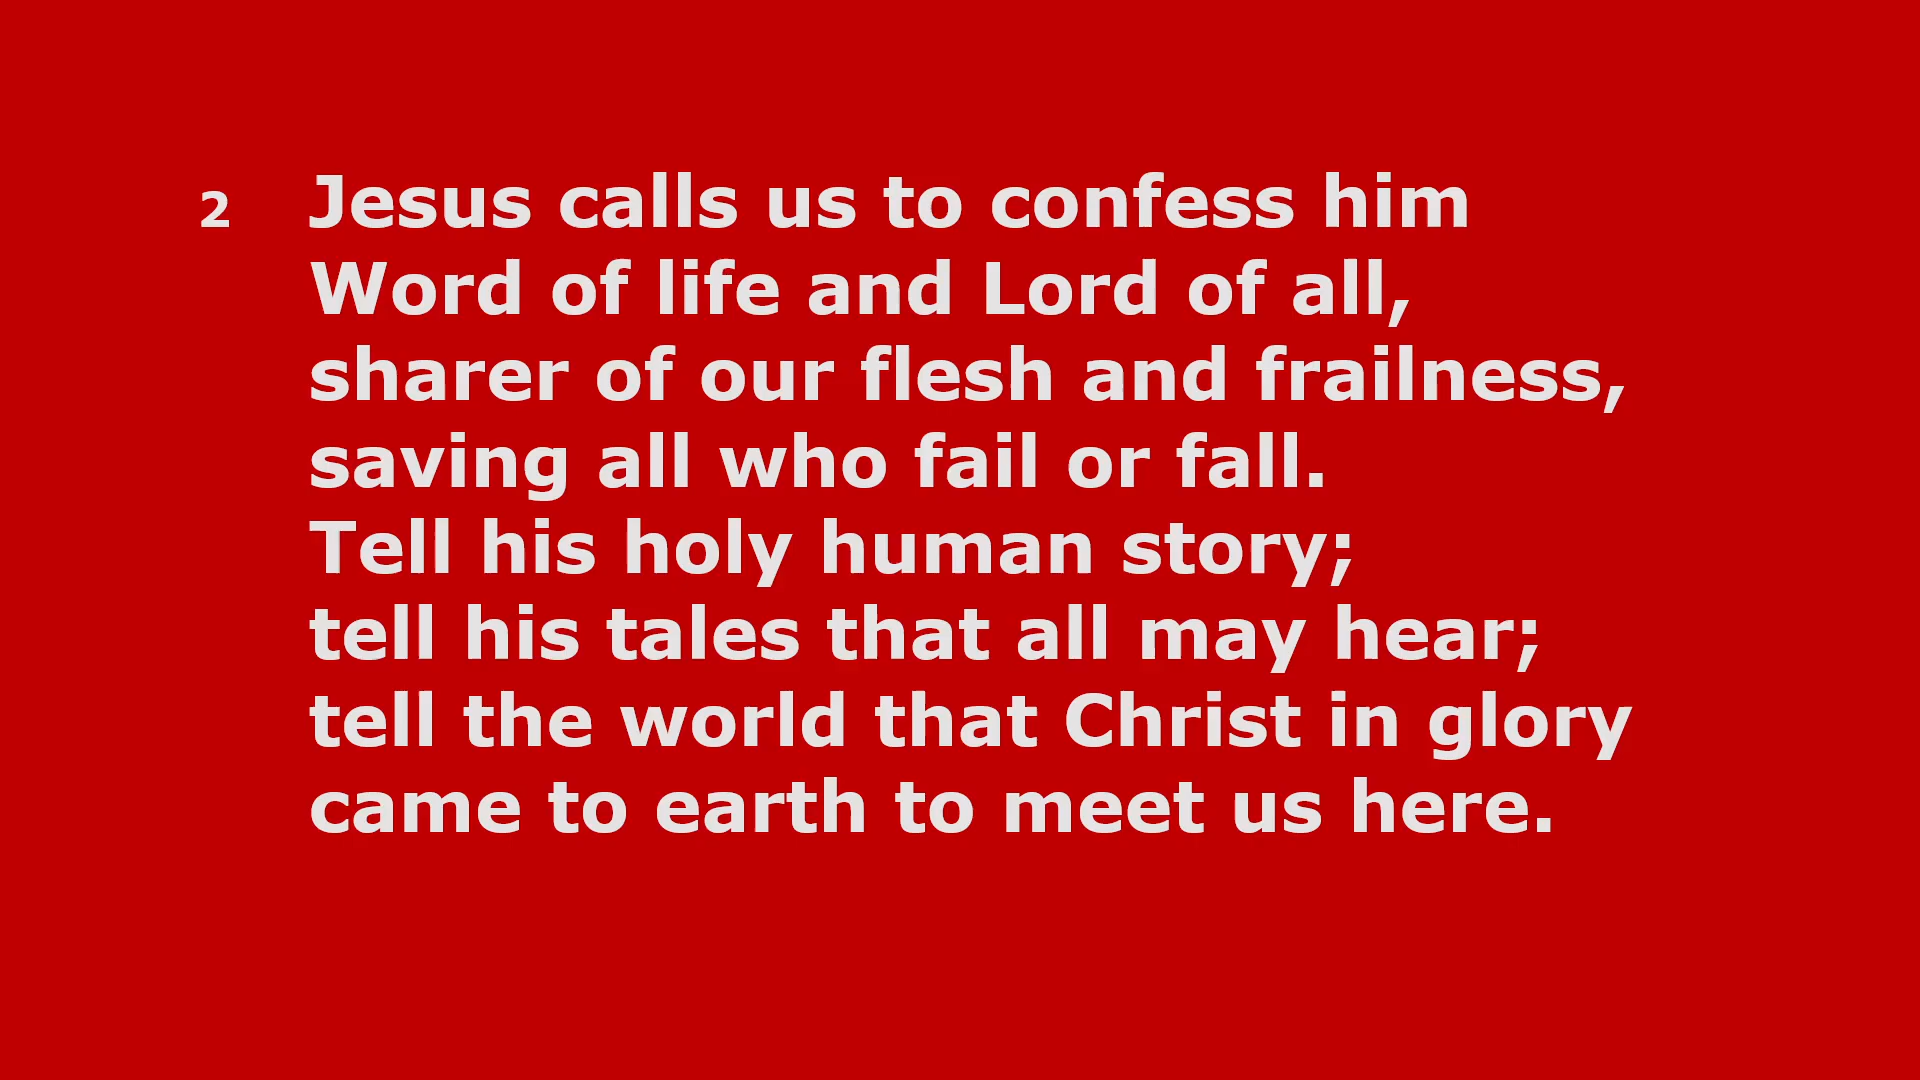 2 Jesus calls us to confess him
Word of life and Lord of all,
sharer of our flesh and frailness,
saving all who fail or fall.
Tell his holy human story;
tell his tales that all may hear;
tell the world that Christ in glory
came to earth to meet us here.